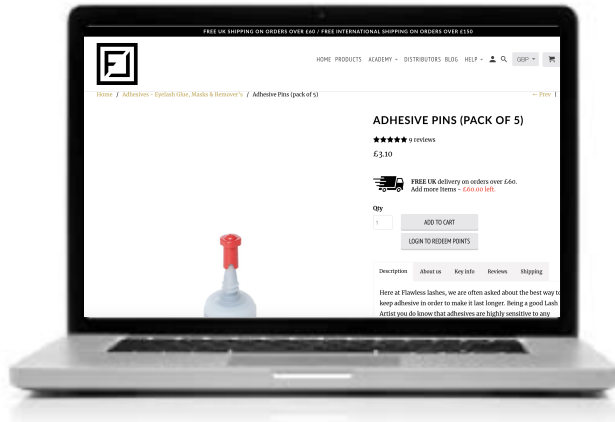 FREE UK SHIPPING ON ORDERS OVER £60 / FREE INTERNATIONAL SHIPPING ON ORDERS OVER £150
HOME PRODUCTS ACADEMY DISTRIBUTORS BLOG HELP GBP
Home / Adhesives - Eyelash Glue, Masks & Remover's / Adhesive Pins (pack of 5)
← Prev |
ADHESIVE PINS (PACK OF 5)
★★★★★ 9 reviews
£3.10
FREE UK delivery on orders over £60.
Add more Items - £60.00 left.
Qty
1 ADD TO CART
LOGIN TO REDEEM POINTS
Description About us Key Info Reviews Shipping
Here at Flawless lashes, we are often asked about the best way to
keep adhesive in order to make it last longer. Being a good Lash
Artist you do know that adhesives are highly sensitive to any